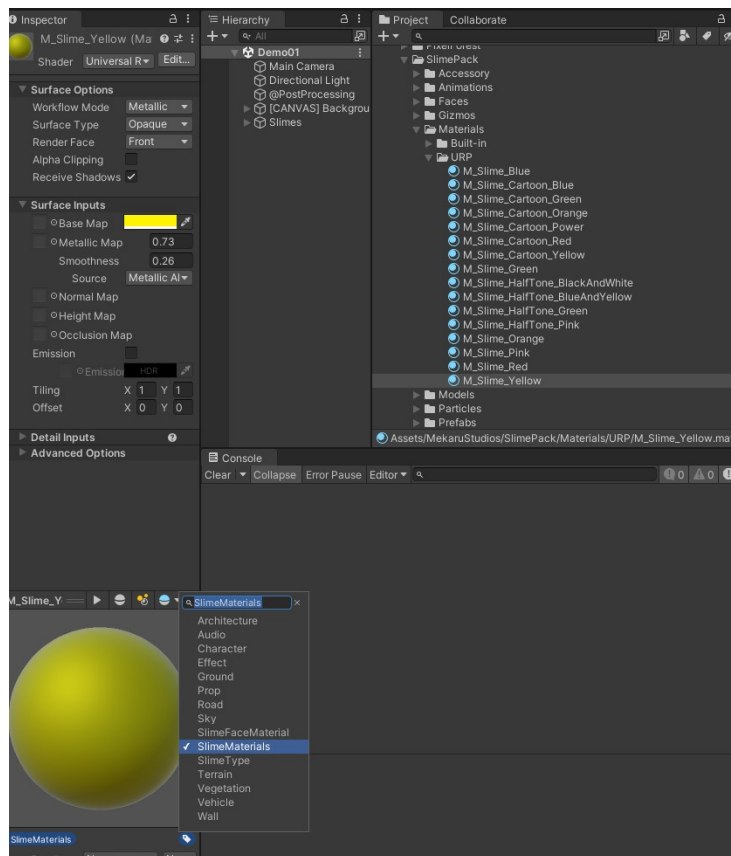 Inspector
M_Slime_Yellow (Ma
Shader Universal R Edit...
Surface Options
Workflow Mode Metallic
Surface Type Opaque
Render Face Front
Alpha Clipping
Receive Shadows
Surface Inputs
Base Map
Metallic Map 0.73
Smoothness 0.26
Source Metallic Al
Normal Map
Height Map
Occlusion Map
Emission
Emission HDR
Tiling X 1 Y 1
Offset X 0 Y 0
Detail Inputs
Advanced Options
M_Slime_Y
SlimeMaterials
Hierarchy
All
Demo01
Main Camera
Directional Light
@PostProcessing
[CANVAS] Backgrou
Slimes
Project Collaborate
SlimePack
Accessory
Animations
Faces
Gizmos
Materials
Built-in
URP
M_Slime_Blue
M_Slime_Cartoon_Blue
M_Slime_Cartoon_Green
M_Slime_Cartoon_Orange
M_Slime_Cartoon_Power
M_Slime_Cartoon_Red
M_Slime_Cartoon_Yellow
M_Slime_Green
M_Slime_HalfTone_BlackAndWhite
M_Slime_HalfTone_BlueAndYellow
M_Slime_HalfTone_Green
M_Slime_HalfTone_Pink
M_Slime_Orange
M_Slime_Pink
M_Slime_Red
M_Slime_Yellow
Models
Particles
Prefabs
Assets/MekaruStudios/SlimePack/Materials/URP/M_Slime_Yellow.ma
Console
Clear Collapse Error Pause Editor 0 0
SlimeMaterials
Architecture
Audio
Character
Effect
Ground
Prop
Road
Sky
SlimeFaceMaterial
SlimeMaterials
SlimeType
Terrain
Vegetation
Vehicle
Wall